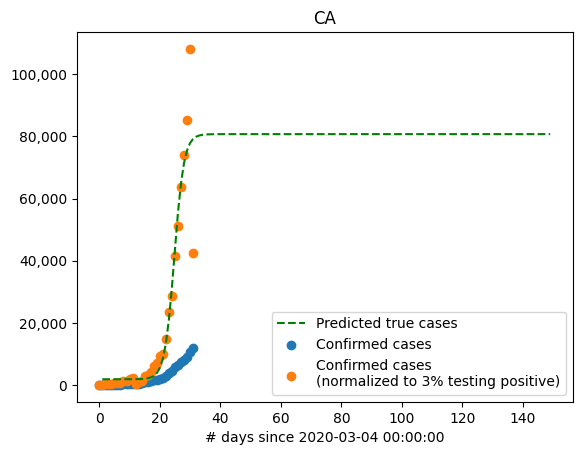 CA
100,000
80,000
60,000
40,000
20,000
0
Predicted true cases
Confirmed cases
Confirmed cases
(normalized to 3% testing positive)
0 20 40 60 80 100 120 140
# days since 2020-03-04 00:00:00